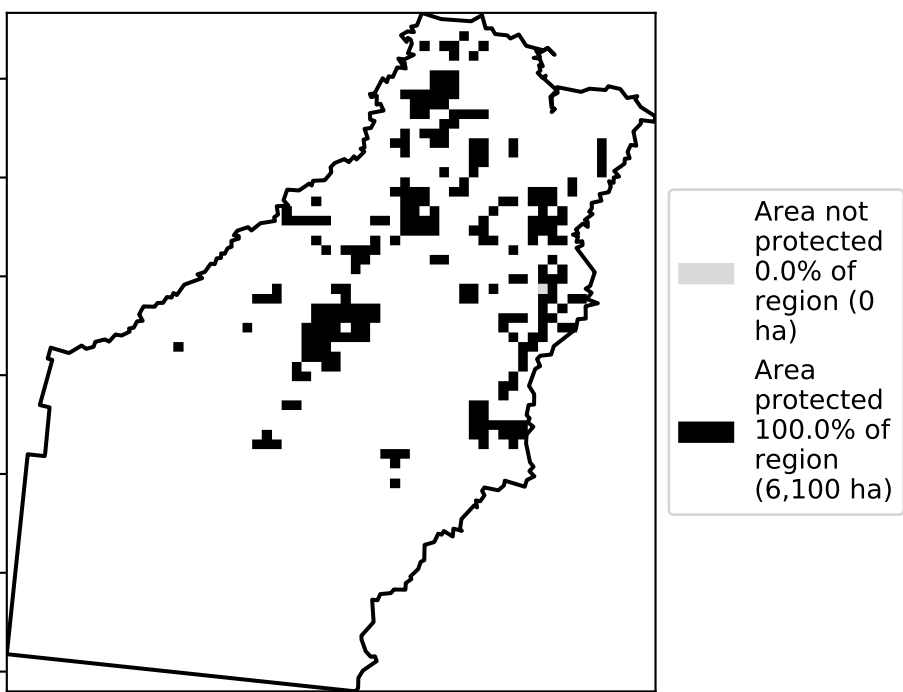 Area not
protected
0.0% of
region (0
ha)
Area
protected
100.0% of
region
(6,100 ha)